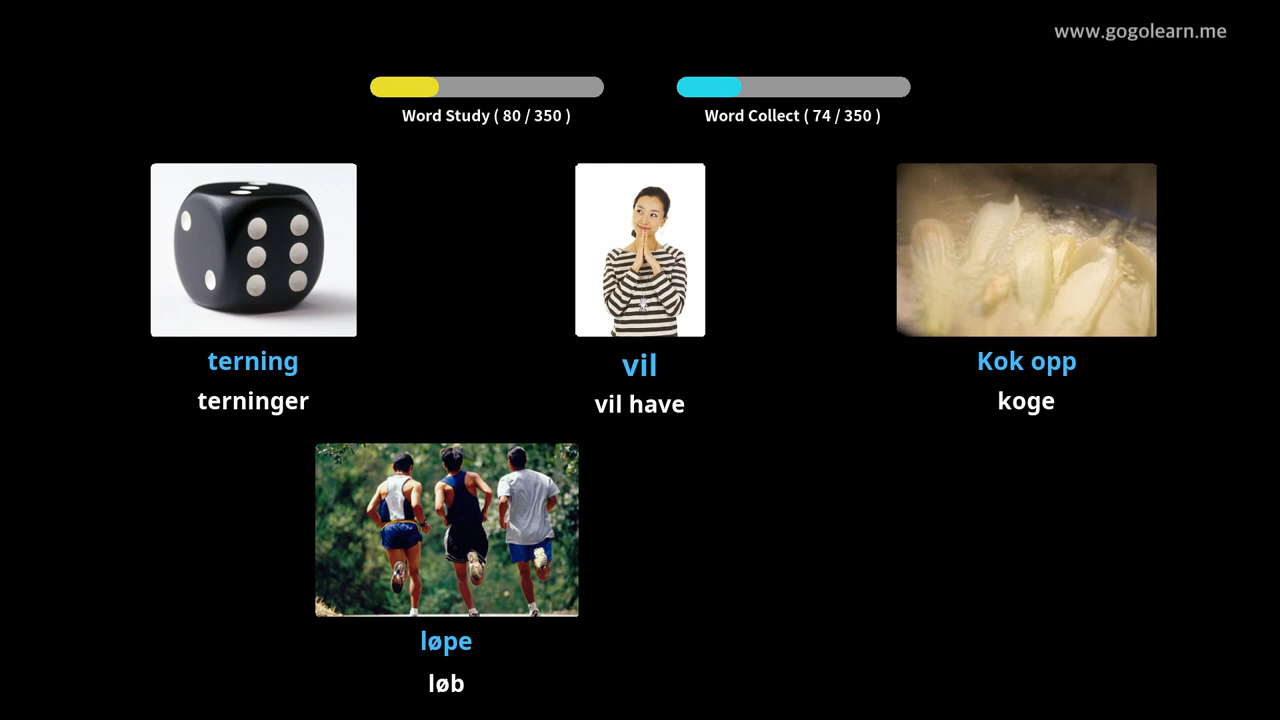 www.gogolearn.me
Word Study ( 80 / 350 )
Word Collect ( 74 / 350 )
terning
terninger
vil
vil have
Kok opp
koge
løpe
løb